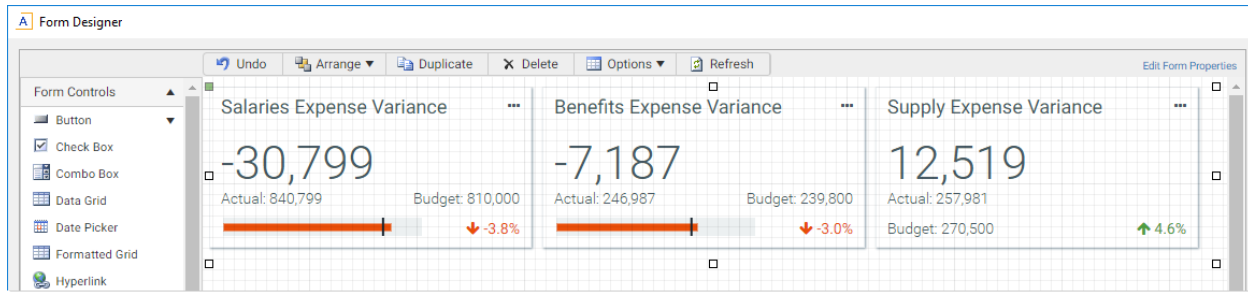 A Form Designer
Undo Arrange ▼ Duplicate Delete Options ▼ Refresh Edit Form Properties
Form Controls
Button
Check Box
Combo Box
Data Grid
Date Picker
Formatted Grid
Hyperlink
Salaries Expense Variance ...
-30,799
Actual: 840,799 Budget: 810,000
-3.8%
Benefits Expense Variance ...
-7,187
Actual: 246,987 Budget: 239,800
-3.0%
Supply Expense Variance ...
12,519
Actual: 257,981
Budget: 270,500 4.6%